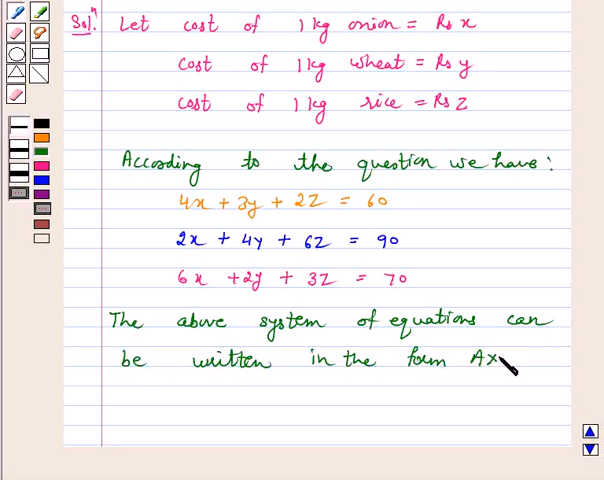 Solⁿ. Let cost of 1 kg onion = Rs x
cost of 1 kg wheat = Rs y
cost of 1 kg rice = Rs z
According to the question we have:
4x + 3y + 2z = 60
2x + 4y + 6z = 90
6x + 2y + 3z = 70
The above system of equations can
be written in the form AX